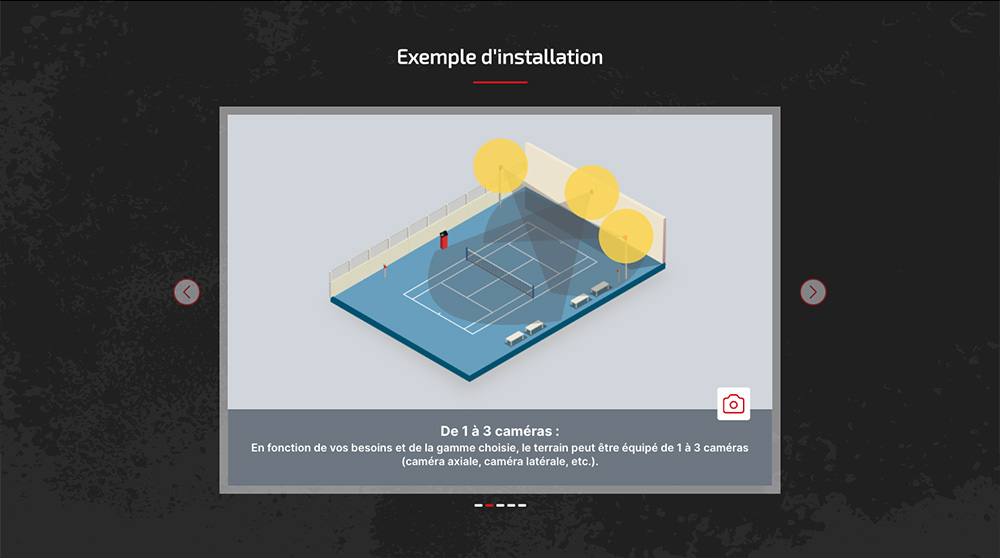 Exemple d'installation
De 1 à 3 caméras :
En fonction de vos besoins et de la gamme choisie, le terrain peut être équipé de 1 à 3 caméras
(caméra axiale, caméra latérale, etc.).